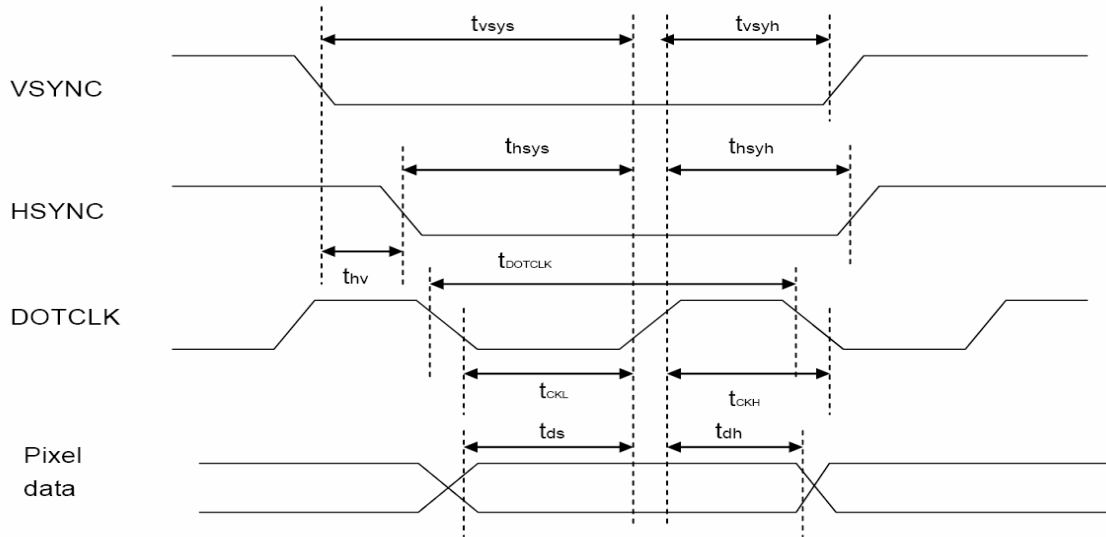 tvsys
tvsyh
VSYNC
thsys
thsyh
HSYNC
thv
tDOTCLK
DOTCLK
tCKL
tCKH
tds
tdh
Pixel
data